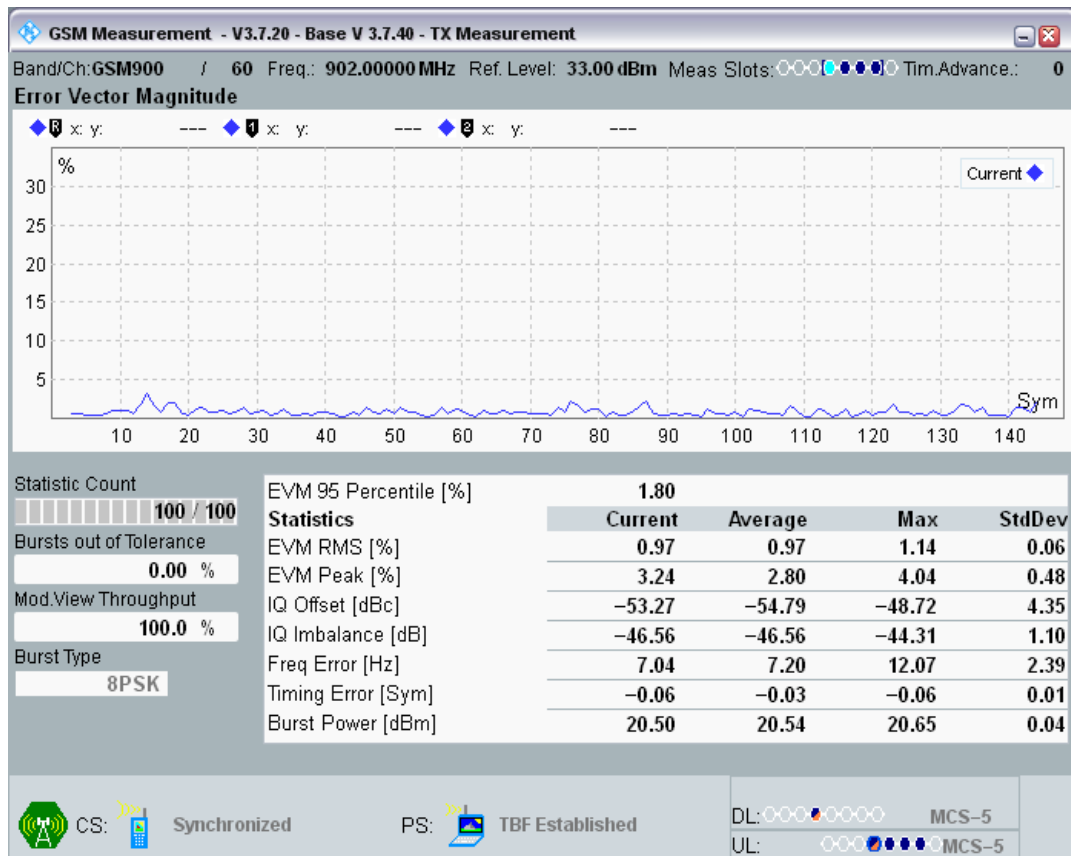 GSM Measurement - V3.7.20 - Base V 3.7.40 - TX Measurement
Band/Ch:GSM900 / 60 Freq.: 902.00000 MHz Ref. Level: 33.00 dBm Meas Slots: Tim.Advance.: 0
Error Vector Magnitude
R x: y: --- 1 x: y: --- 2 x: y: ---
%
Current
30
25
20
15
10
5
Sym
10 20 30 40 50 60 70 80 90 100 110 120 130 140
Statistic Count
100 / 100
Bursts out of Tolerance
0.00 %
Mod.View Throughput
100.0 %
Burst Type
8PSK
EVM 95 Percentile [%] 1.80
Statistics Current Average Max StdDev
EVM RMS [%] 0.97 0.97 1.14 0.06
EVM Peak [%] 3.24 2.80 4.04 0.48
IQ Offset [dBc] −53.27 −54.79 −48.72 4.35
IQ Imbalance [dB] −46.56 −46.56 −44.31 1.10
Freq Error [Hz] 7.04 7.20 12.07 2.39
Timing Error [Sym] −0.06 −0.03 −0.06 0.01
Burst Power [dBm] 20.50 20.54 20.65 0.04
CS: Synchronized PS: TBF Established
DL: MCS−5
UL: MCS−5